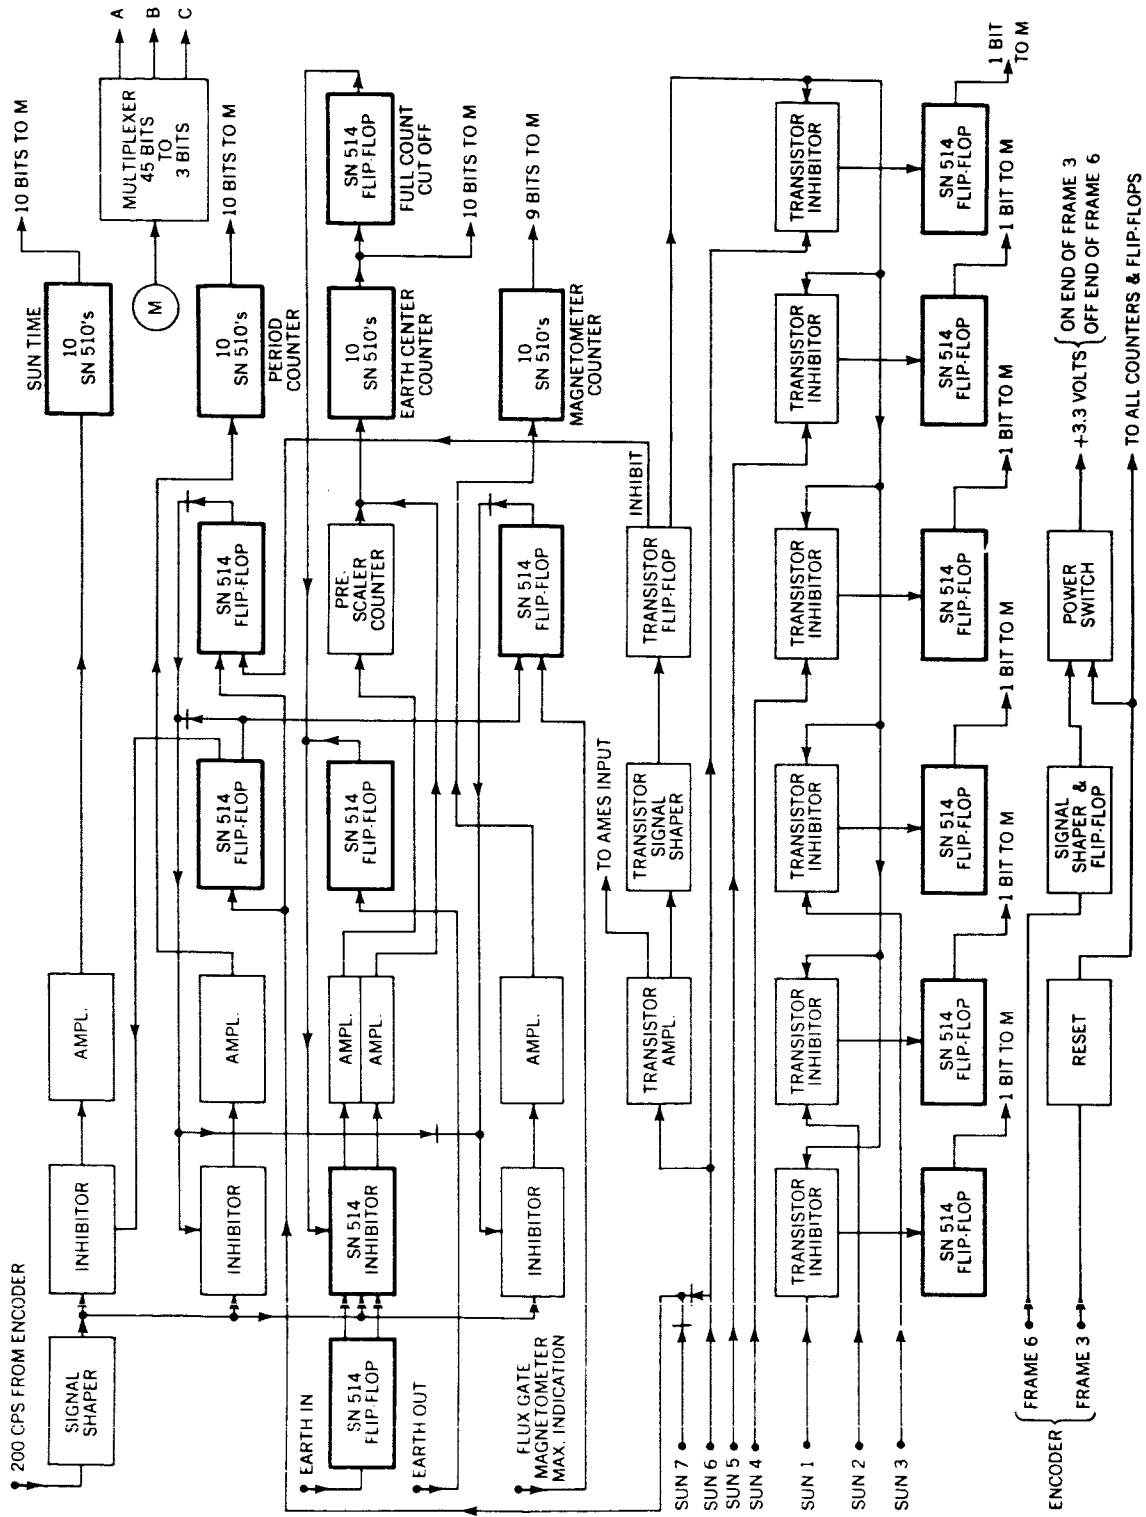 200 CPS FROM ENCODER
SIGNAL
SHAPER
INHIBITOR
AMPL.
SUN TIME
10
SN 510's
10 BITS TO M
MULTIPLEXER
45 BITS
TO
3 BITS
A
B
C
M
INHIBITOR
AMPL.
SN 514
FLIP-FLOP
SN 514
FLIP-FLOP
10
SN 510's
PERIOD
COUNTER
10 BITS TO M
EARTH IN
SN 514
FLIP-FLOP
SN 514
INHIBITOR
AMPL.
AMPL.
SN 514
FLIP-FLOP
PRE-
SCALER
COUNTER
10
SN 510's
EARTH CENTER
COUNTER
SN 514
FLIP-FLOP
FULL COUNT
CUT OFF
10 BITS TO M
EARTH OUT
FLUX GATE
MAGNETOMETER
MAX. INDICATION
INHIBITOR
AMPL.
SN 514
FLIP-FLOP
10
SN 510's
MAGNETOMETER
COUNTER
9 BITS TO M
TO AMES INPUT
TRANSISTOR
AMPL.
TRANSISTOR
SIGNAL
SHAPER
TRANSISTOR
FLIP-FLOP
INHIBIT
SUN 7
SUN 6
SUN 5
SUN 4
SUN 1
SUN 2
SUN 3
TRANSISTOR
INHIBITOR
TRANSISTOR
INHIBITOR
TRANSISTOR
INHIBITOR
TRANSISTOR
INHIBITOR
TRANSISTOR
INHIBITOR
TRANSISTOR
INHIBITOR
SN 514
FLIP-FLOP
1 BIT TO M
SN 514
FLIP-FLOP
1 BIT TO M
SN 514
FLIP-FLOP
1 BIT TO M
SN 514
FLIP-FLOP
1 BIT TO M
SN 514
FLIP-FLOP
1 BIT TO M
SN 514
FLIP-FLOP
1 BIT
TO M
ENCODER
FRAME 6
FRAME 3
RESET
SIGNAL
SHAPER &
FLIP-FLOP
POWER
SWITCH
+3.3 VOLTS
ON END OF FRAME 3
OFF END OF FRAME 6
TO ALL COUNTERS & FLIP-FLOPS